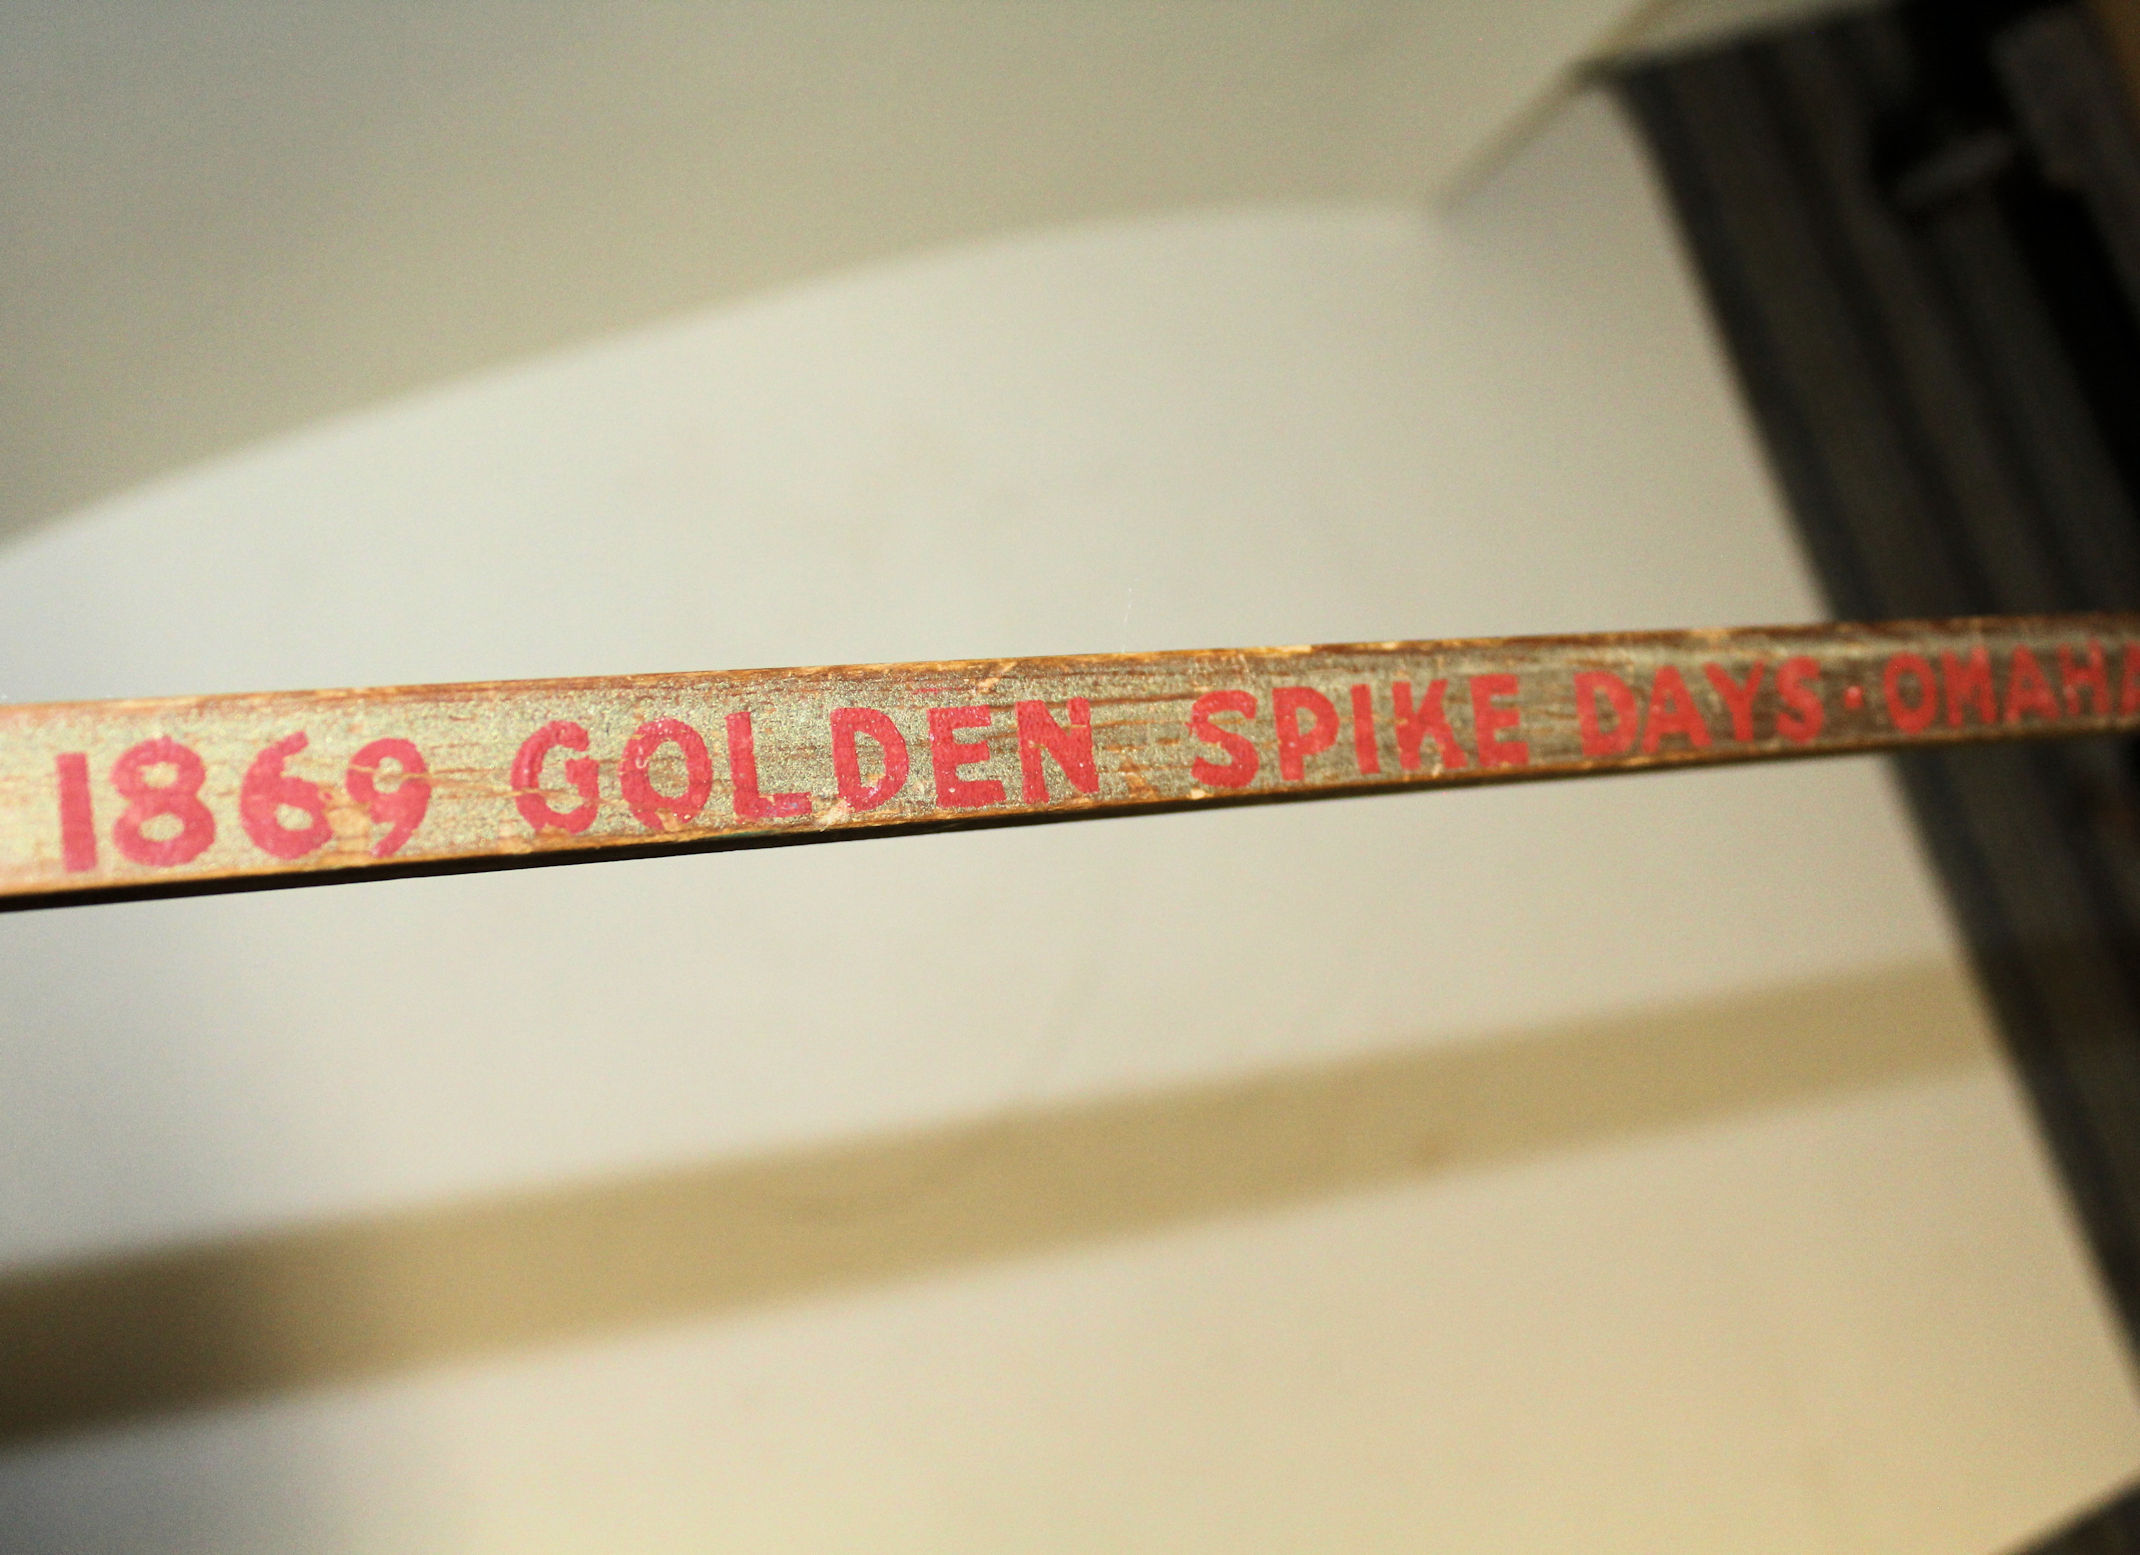 1869 GOLDEN SPIKE DAYS · OMAHA